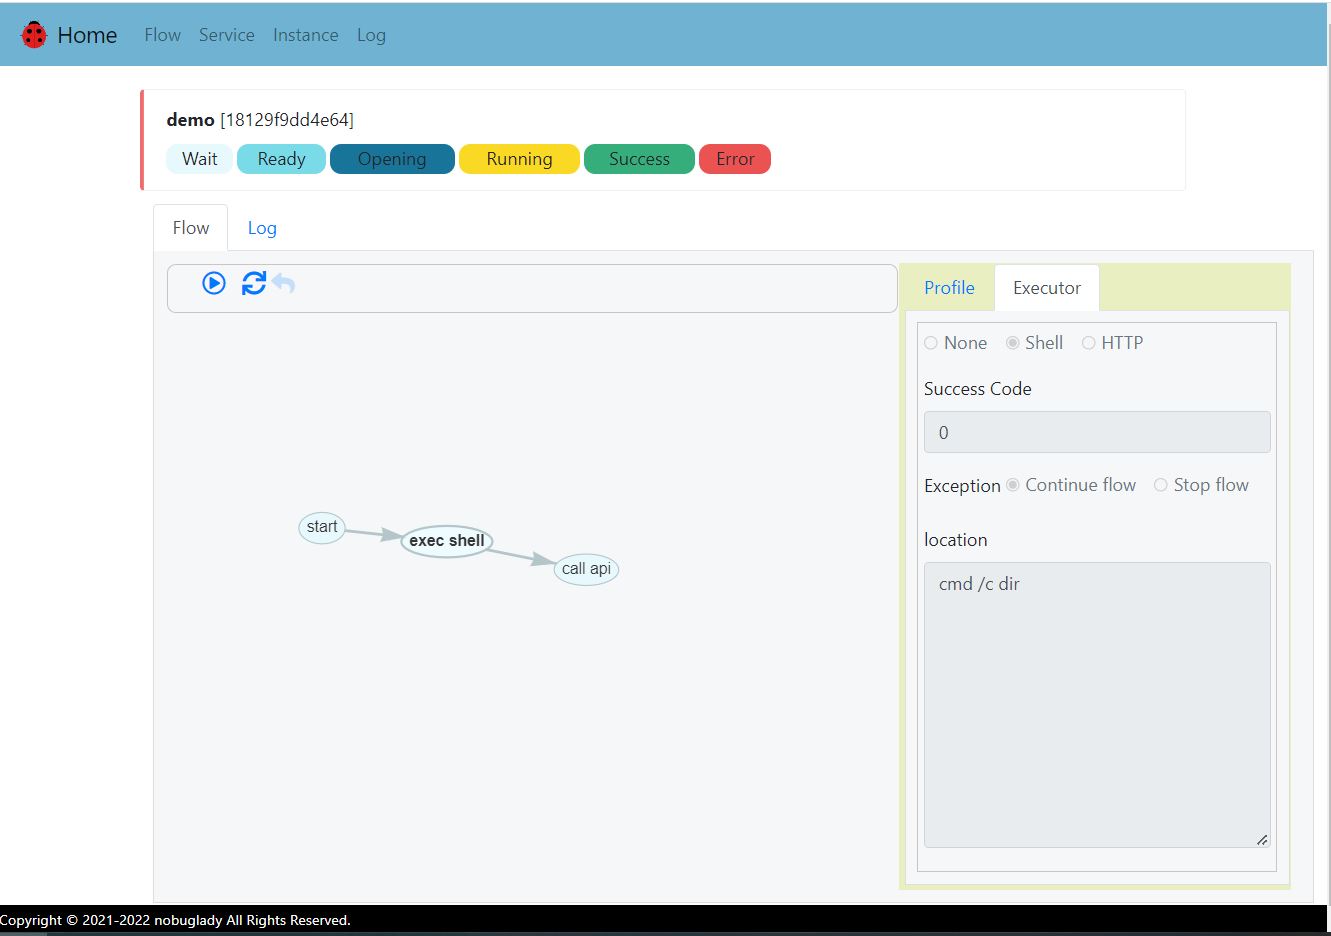 Home Flow Service Instance Log
demo [18129f9dd4e64]
Wait Ready Opening Running Success Error
Flow Log
Profile Executor
None Shell HTTP
Success Code
0
Exception Continue flow Stop flow
location
cmd /c dir
start
exec shell
call api
Copyright © 2021-2022 nobuglady All Rights Reserved.